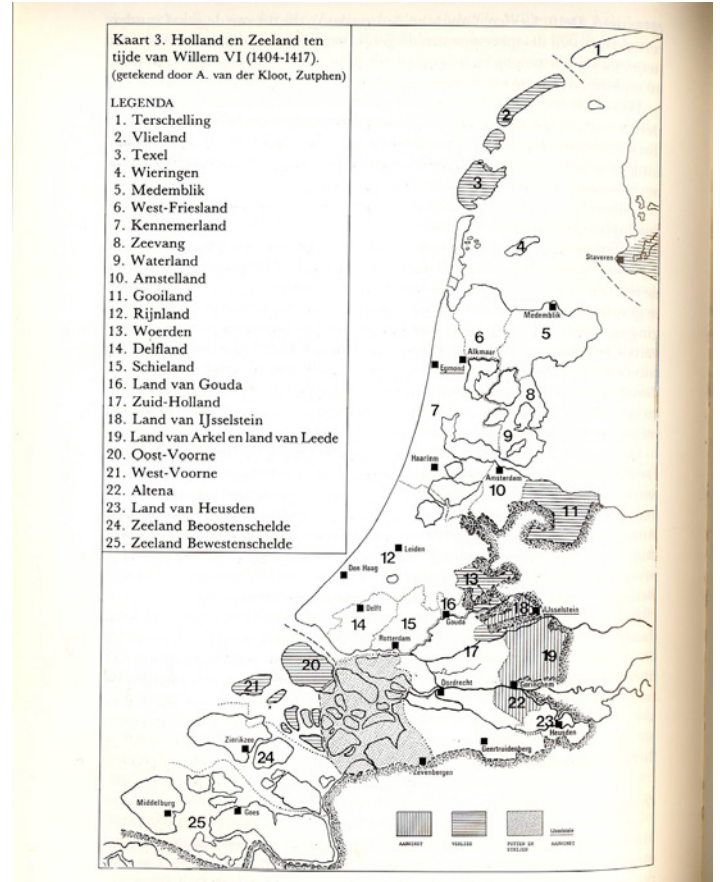 Kaart 3. Holland en Zeeland ten
tijde van Willem VI (1404-1417).
(getekend door A. van der Kloot, Zutphen)
LEGENDA
1. Terschelling
2. Vlieland
3. Texel
4. Wieringen
5. Medemblik
6. West-Friesland
7. Kennemerland
8. Zeevang
9. Waterland
10. Amstelland
11. Gooiland
12. Rijnland
13. Woerden
14. Delfland
15. Schieland
16. Land van Gouda
17. Zuid-Holland
18. Land van IJsselstein
19. Land van Arkel en land van Leede
20. Oost-Voorne
21. West-Voorne
22. Altena
23. Land van Heusden
24. Zeeland Beoostenschelde
25. Zeeland Bewestenschelde
1
2
3
4
Staveren
Medemblik
6
5
Alkmaar
Egmond
8
7
9
Haarlem
Amsterdam
10
11
12
Leiden
Den Haag
13
Delft
16
18
IJsselstein
14
15
Gouda
Rotterdam
17
19
20
21
Dordrecht
Gorinchem
22
23
Heusden
Zierikzee
24
Geertruidenberg
Zevenbergen
Middelburg
Goes
25
AANWINST
VERLIES
PUTTEN EN
STRIJEN
AANWINST